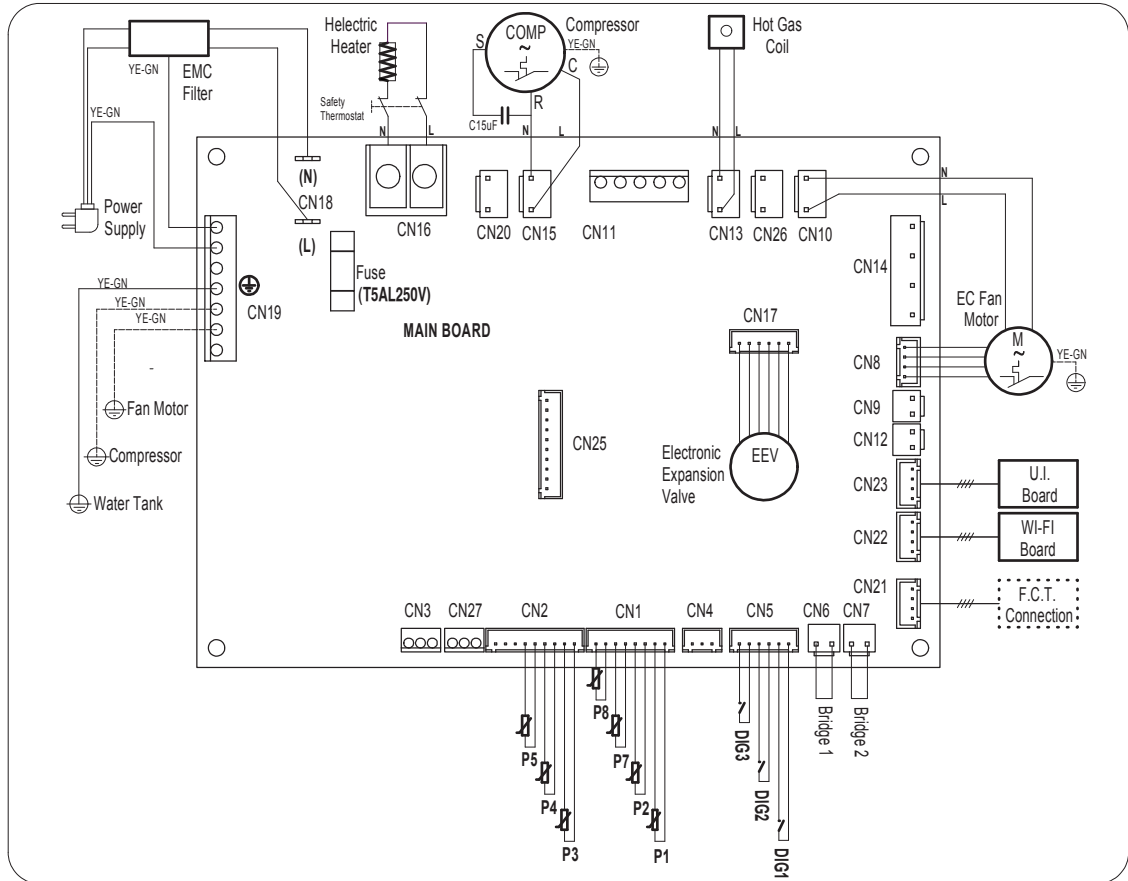 Helectric
Heater
S
COMP
~
Compressor
YE-GN
C
R
Hot Gas
Coil
EMC
Filter
YE-GN
YE-GN
Safety
Thermostat
C15uF
N
L
N
L
N
L
N
L
(N)
CN18
(L)
Power
Supply
CN16
CN20
CN15
CN11
CN13
CN26
CN10
CN14
Fuse
(T5AL250V)
CN19
YE-GN
YE-GN
YE-GN
MAIN BOARD
CN17
EC Fan
Motor
M
~
YE-GN
CN8
CN9
CN12
Fan Motor
Compressor
Water Tank
CN25
Electronic
Expansion
Valve
EEV
CN23
U.I.
Board
CN22
WI-FI
Board
CN21
F.C.T.
Connection
CN3
CN27
CN2
CN1
CN4
CN5
CN6
CN7
P8
P5
P7
P4
P2
P3
P1
DIG3
DIG2
DIG1
Bridge 1
Bridge 2